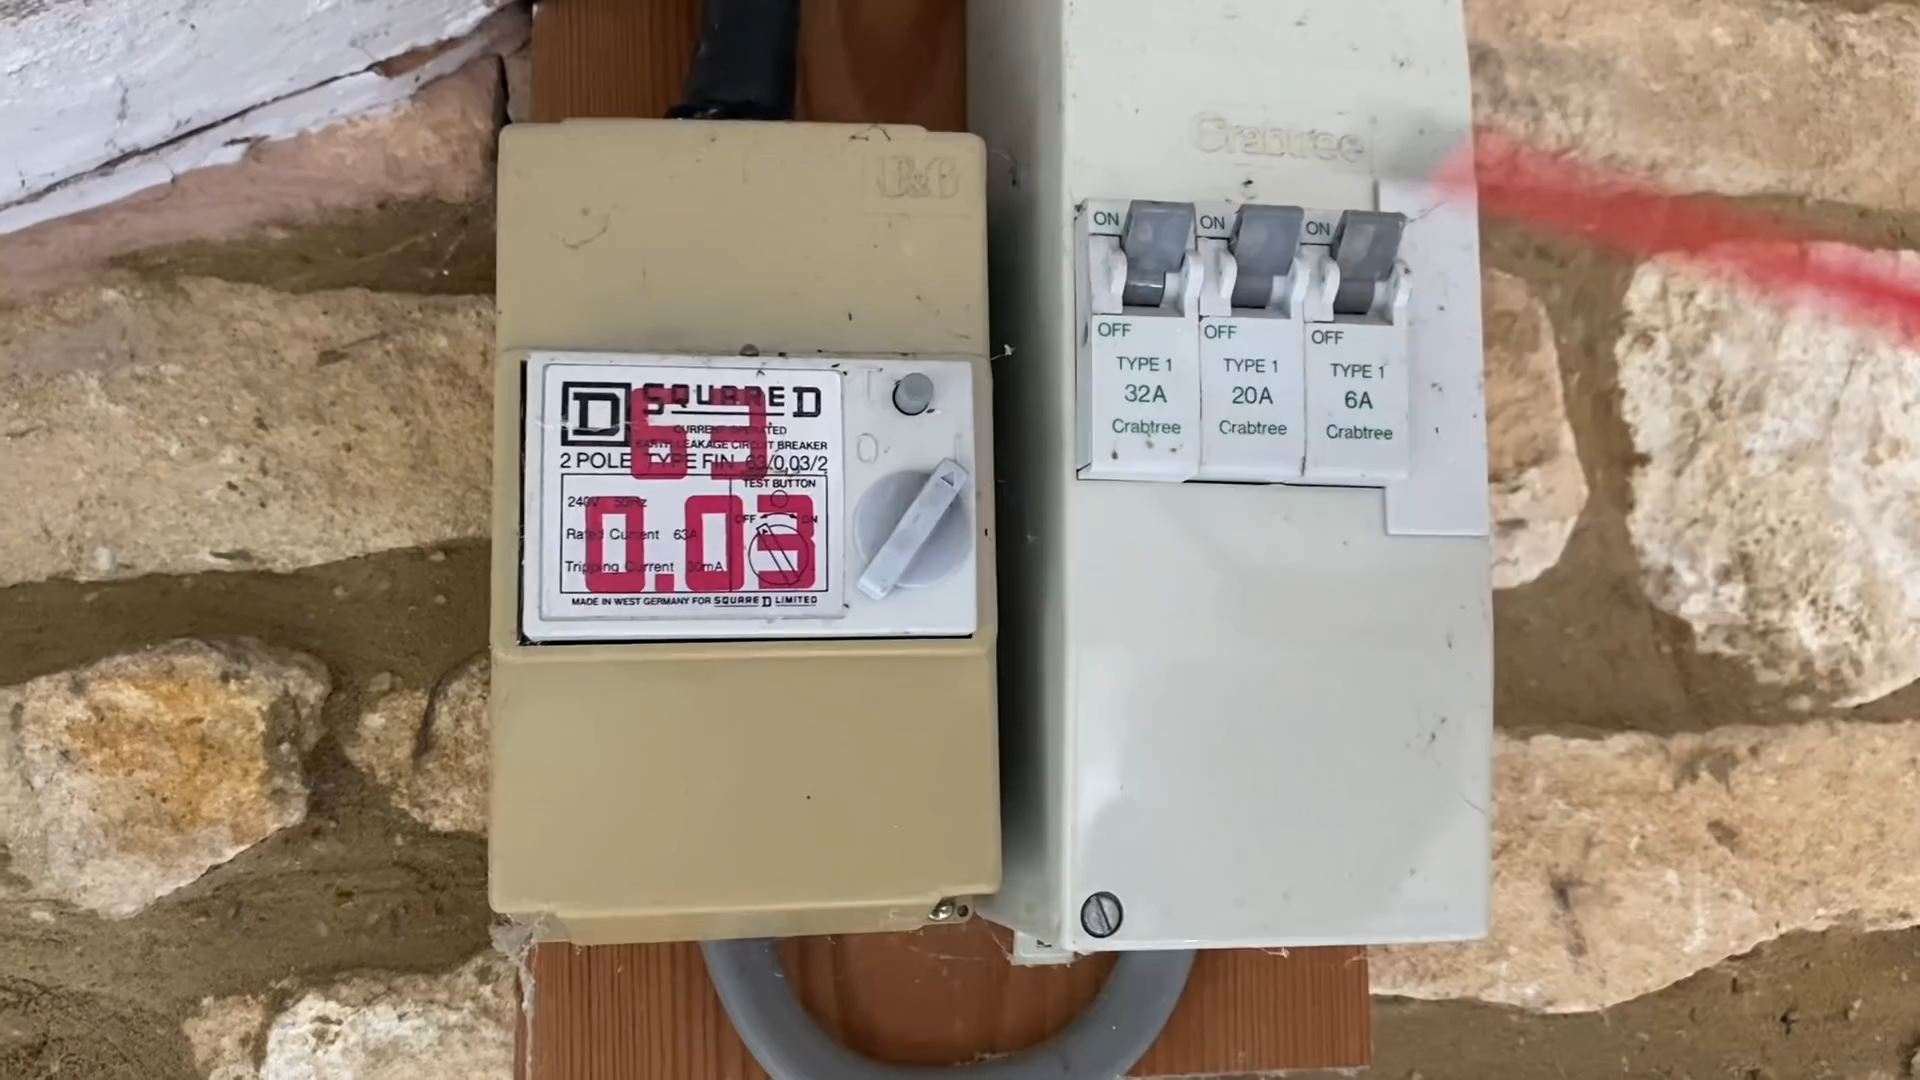 B&C
SQUARE D
CURRENT OPERATED
EARTH LEAKAGE CIRCUIT BREAKER
2 POLE TYPE FIN 63/0,03/2
63
0.03
240V 50Hz
Rated Current 63A
Tripping Current 30mA
TEST BUTTON
OFF ON
MADE IN WEST GERMANY FOR SQUARE D LIMITED
T
O
I
Crabtree
ON ON ON
OFF OFF OFF
TYPE 1 TYPE 1 TYPE 1
32A 20A 6A
Crabtree Crabtree Crabtree